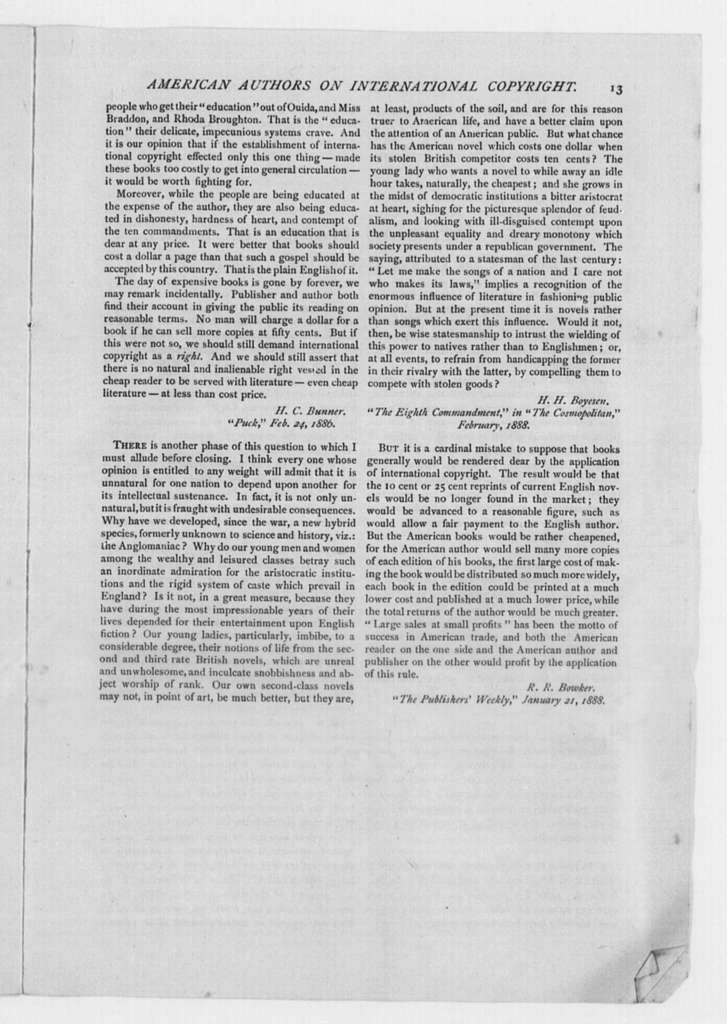 AMERICAN AUTHORS ON INTERNATIONAL COPYRIGHT. 13
people who get their "education" out of Ouida, and Miss
Braddon, and Rhoda Broughton. That is the "educa-
tion" their delicate, impecunious systems crave. And
it is our opinion that if the establishment of interna-
tional copyright effected only this one thing — made
these books too costly to get into general circulation —
it would be worth fighting for.
Moreover, while the people are being educated at
the expense of the author, they are also being educa-
ted in dishonesty, hardness of heart, and contempt of
the ten commandments. That is an education that is
dear at any price. It were better that books should
cost a dollar a page than that such a gospel should be
accepted by this country. That is the plain English of it.
The day of expensive books is gone by forever, we
may remark incidentally. Publisher and author both
find their account in giving the public its reading on
reasonable terms. No man will charge a dollar for a
book if he can sell more copies at fifty cents. But if
this were not so, we should still demand international
copyright as a right. And we should still assert that
there is no natural and inalienable right vested in the
cheap reader to be served with literature — even cheap
literature — at less than cost price.
H. C. Bunner.
"Puck," Feb. 24, 1886.
THERE is another phase of this question to which I
must allude before closing. I think every one whose
opinion is entitled to any weight will admit that it is
unnatural for one nation to depend upon another for
its intellectual sustenance. In fact, it is not only un-
natural, but it is fraught with undesirable consequences.
Why have we developed, since the war, a new hybrid
species, formerly unknown to science and history, viz.:
the Anglomaniac? Why do our young men and women
among the wealthy and leisured classes betray such
an inordinate admiration for the aristocratic institu-
tions and the rigid system of caste which prevail in
England? Is it not, in a great measure, because they
have during the most impressionable years of their
lives depended for their entertainment upon English
fiction? Our young ladies, particularly, imbibe, to a
considerable degree, their notions of life from the sec-
ond and third rate British novels, which are unreal
and unwholesome, and inculcate snobbishness and ab-
ject worship of rank. Our own second-class novels
may not, in point of art, be much better, but they are,
at least, products of the soil, and are for this reason
truer to American life, and have a better claim upon
the attention of an American public. But what chance
has the American novel which costs one dollar when
its stolen British competitor costs ten cents? The
young lady who wants a novel to while away an idle
hour takes, naturally, the cheapest; and she grows in
the midst of democratic institutions a bitter aristocrat
at heart, sighing for the picturesque splendor of feud-
alism, and looking with ill-disguised contempt upon
the unpleasant equality and dreary monotony which
society presents under a republican government. The
saying, attributed to a statesman of the last century:
"Let me make the songs of a nation and I care not
who makes its laws," implies a recognition of the
enormous influence of literature in fashioning public
opinion. But at the present time it is novels rather
than songs which exert this influence. Would it not,
then, be wise statesmanship to intrust the wielding of
this power to natives rather than to Englishmen; or,
at all events, to refrain from handicapping the former
in their rivalry with the latter, by compelling them to
compete with stolen goods?
H. H. Boyesen.
"The Eighth Commandment," in "The Cosmopolitan,"
February, 1888.
BUT it is a cardinal mistake to suppose that books
generally would be rendered dear by the application
of international copyright. The result would be that
the 10 cent or 25 cent reprints of current English nov-
els would be no longer found in the market; they
would be advanced to a reasonable figure, such as
would allow a fair payment to the English author.
But the American books would be rather cheapened,
for the American author would sell many more copies
of each edition of his books, the first large cost of mak-
ing the book would be distributed so much more widely,
each book in the edition could be printed at a much
lower cost and published at a much lower price, while
the total returns of the author would be much greater.
"Large sales at small profits" has been the motto of
success in American trade, and both the American
reader on the one side and the American author and
publisher on the other would profit by the application
of this rule.
R. R. Bowker.
"The Publishers' Weekly," January 21, 1888.